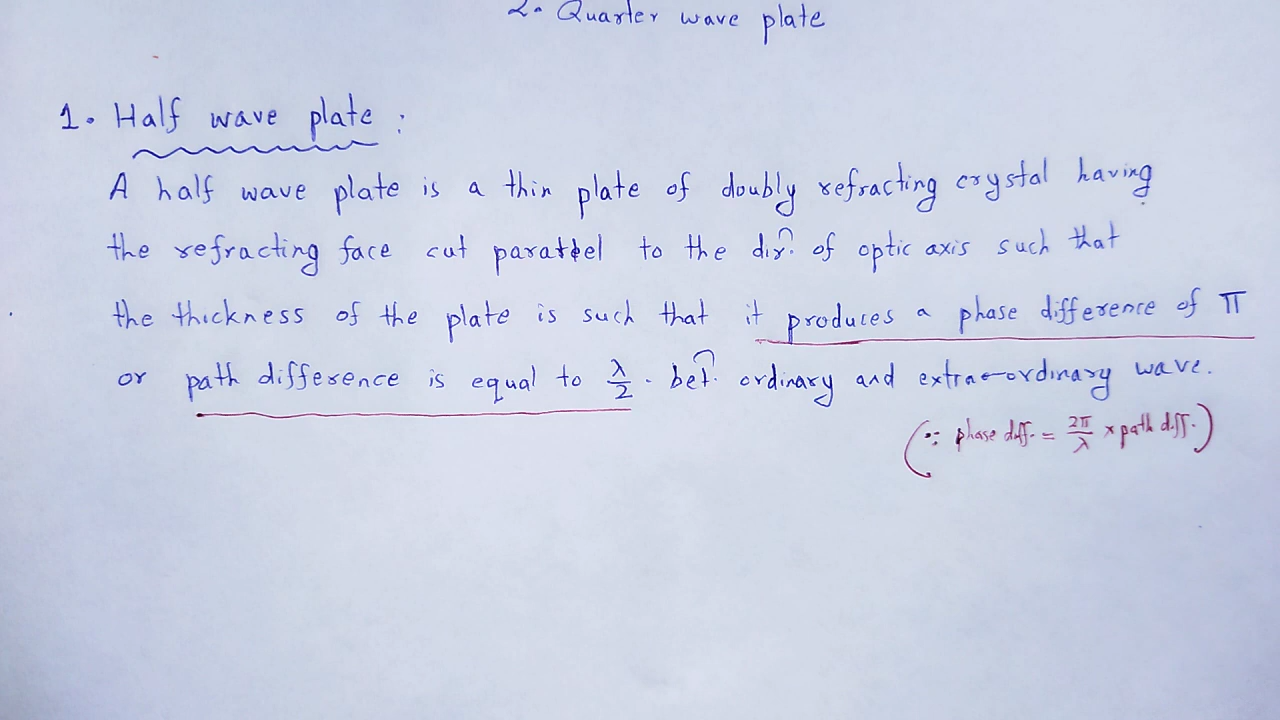 2. Quarter wave plate
1. Half wave plate :
A half wave plate is a thin plate of doubly refracting crystal having
the refracting face cut parallel to the dirn. of optic axis such that
the thickness of the plate is such that it produces a phase difference of π
or path difference is equal to λ/2 . betn. ordinary and extra-ordinary wave.
(∵ phase diff. = 2π/λ × path diff.)